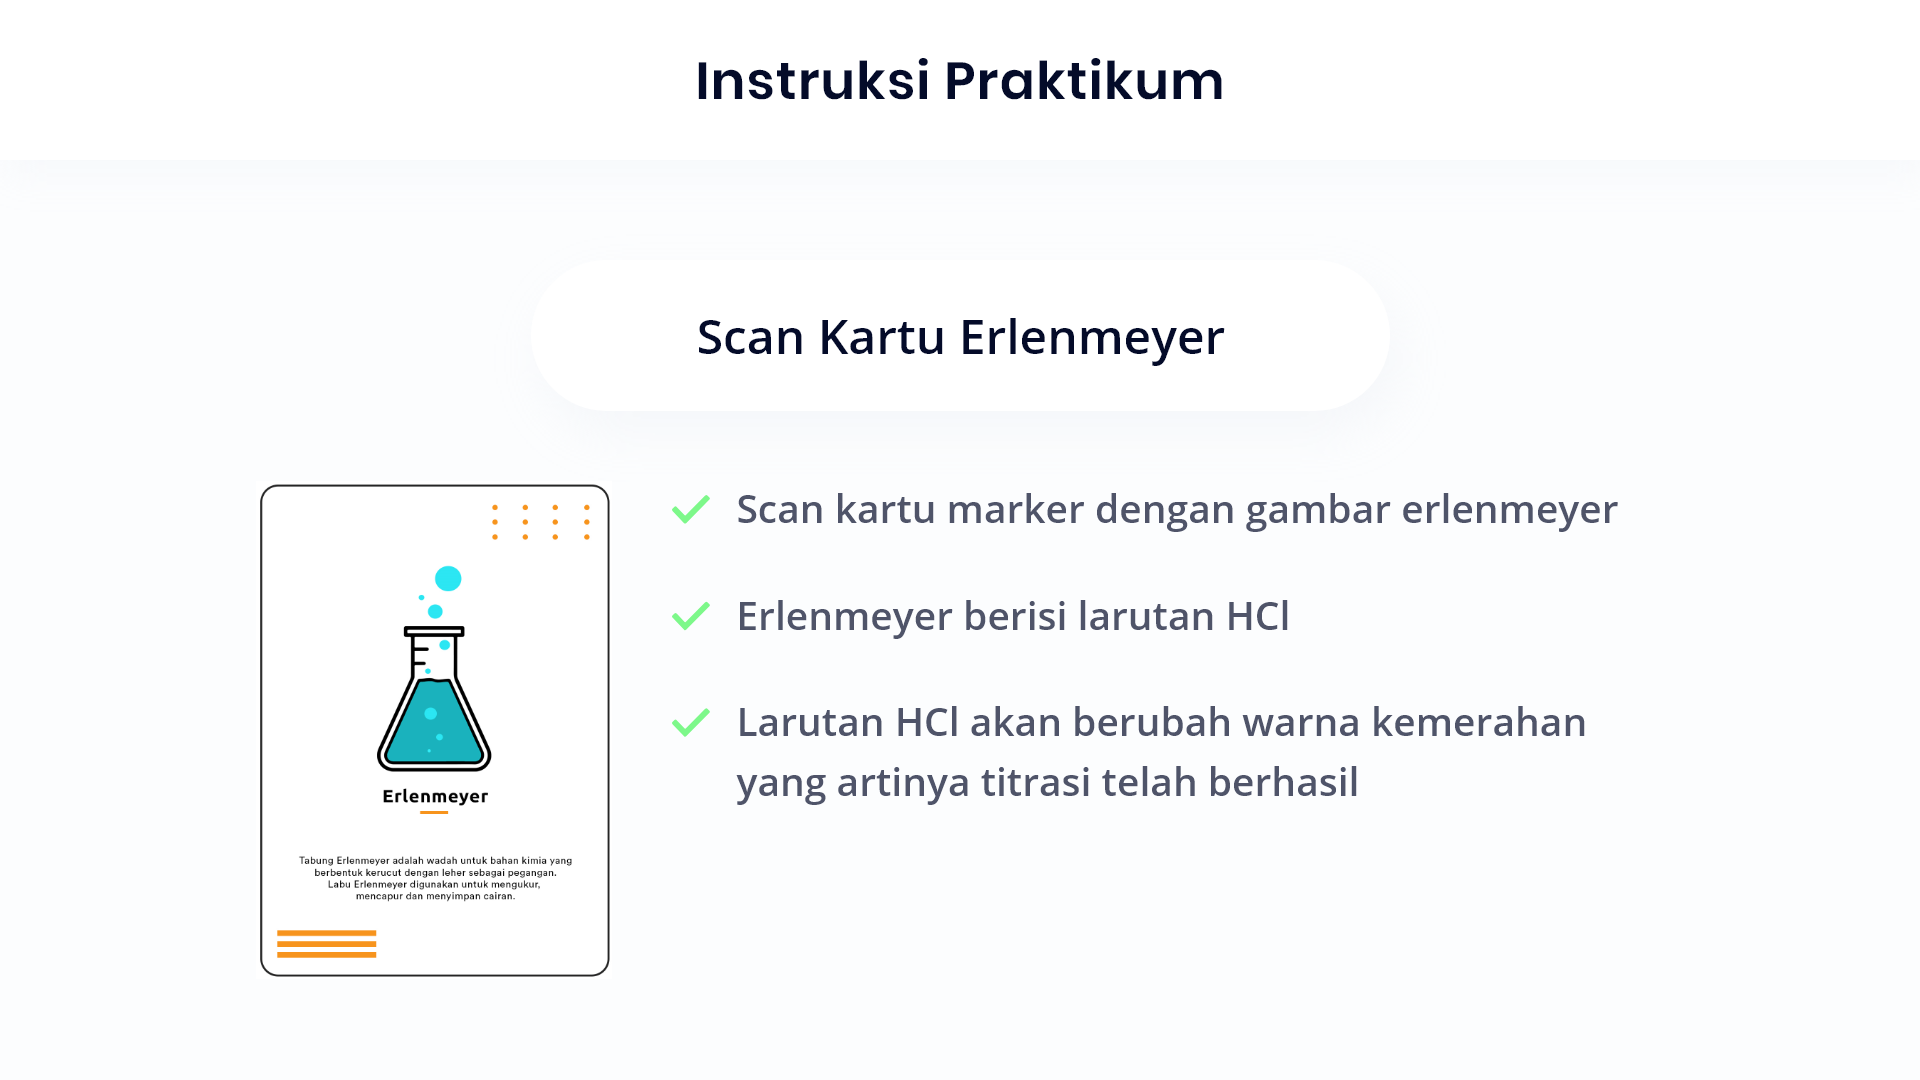 Instruksi Praktikum
Scan Kartu Erlenmeyer
Scan kartu marker dengan gambar erlenmeyer
Erlenmeyer berisi larutan HCl
Larutan HCl akan berubah warna kemerahan
yang artinya titrasi telah berhasil
Erlenmeyer
Tabung Erlenmeyer adalah wadah untuk bahan kimia yang
berbentuk kerucut dengan leher sebagai pegangan.
Labu Erlenmeyer digunakan untuk mengukur,
mencapur dan menyimpan cairan.